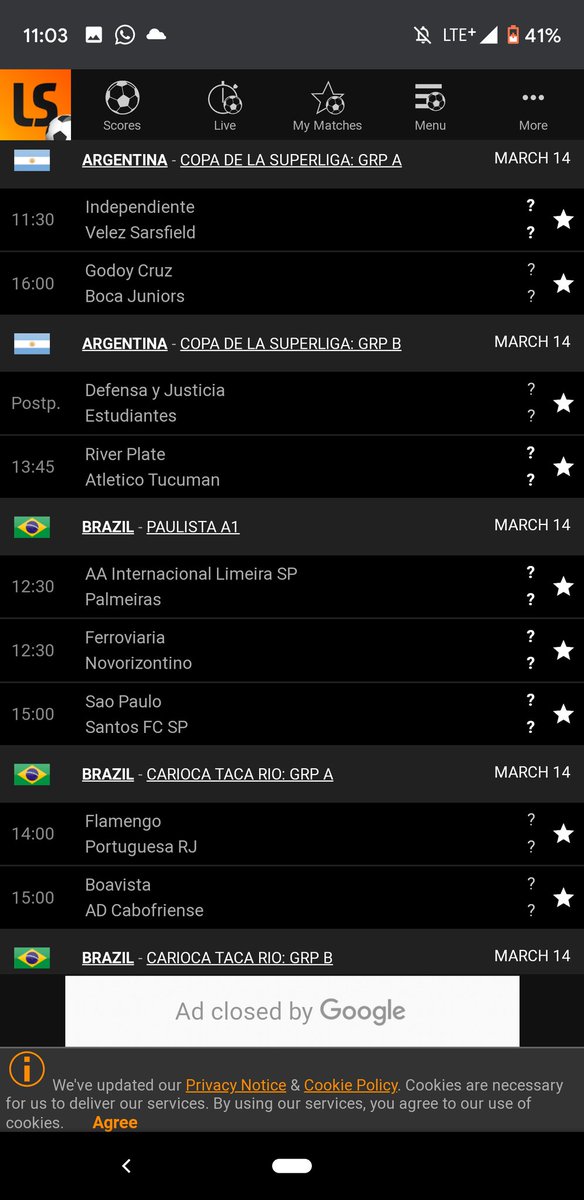 11:03 LTE+ 41%
LS
Scores Live My Matches Menu More
ARGENTINA - COPA DE LA SUPERLIGA: GRP A MARCH 14
11:30
Independiente ?
Velez Sarsfield ?
16:00
Godoy Cruz ?
Boca Juniors ?
ARGENTINA - COPA DE LA SUPERLIGA: GRP B MARCH 14
Postp.
Defensa y Justicia ?
Estudiantes ?
13:45
River Plate ?
Atletico Tucuman ?
BRAZIL - PAULISTA A1 MARCH 14
12:30
AA Internacional Limeira SP ?
Palmeiras ?
12:30
Ferroviaria ?
Novorizontino ?
15:00
Sao Paulo ?
Santos FC SP ?
BRAZIL - CARIOCA TACA RIO: GRP A MARCH 14
14:00
Flamengo ?
Portuguesa RJ ?
15:00
Boavista ?
AD Cabofriense ?
BRAZIL - CARIOCA TACA RIO: GRP B MARCH 14
Ad closed by Google
We've updated our Privacy Notice & Cookie Policy. Cookies are necessary
for us to deliver our services. By using our services, you agree to our use of
cookies. Agree